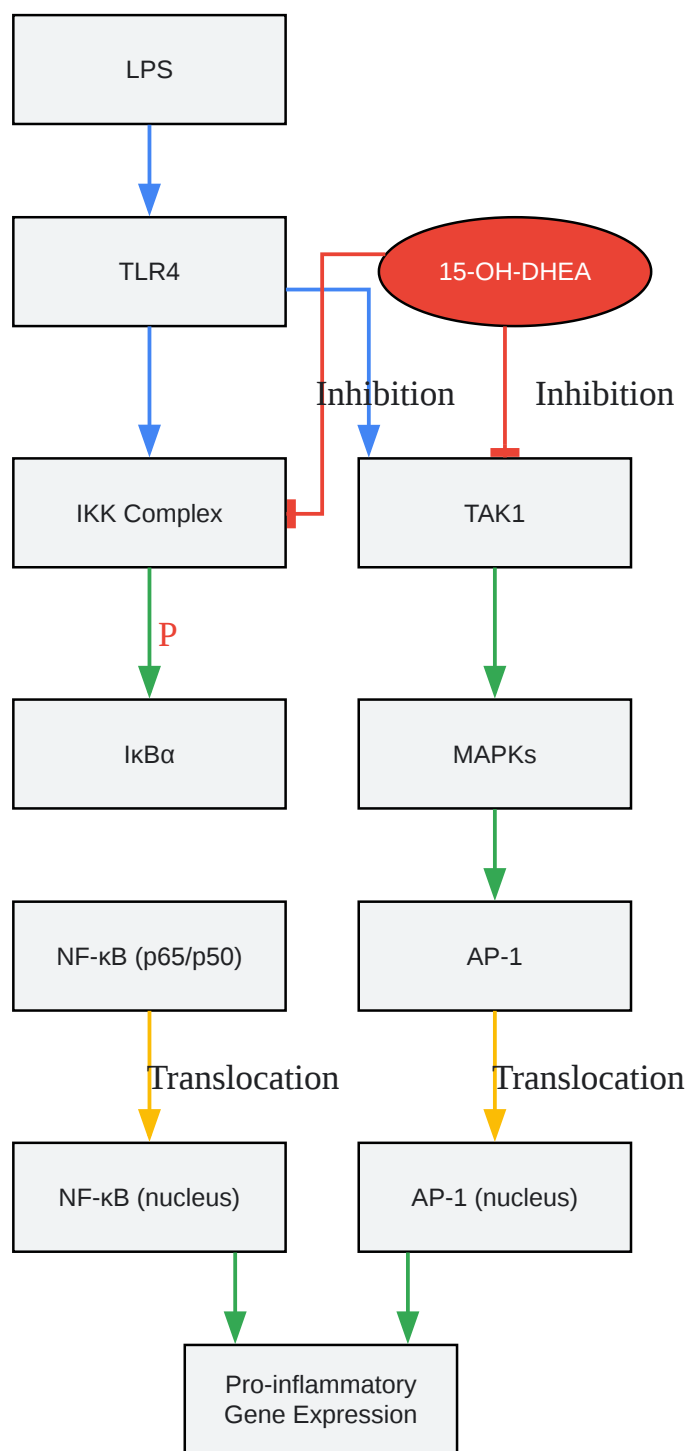 LPS
TLR4
15-OH-DHEA
Inhibition
Inhibition
IKK Complex
TAK1
P
IκBα
MAPKs
NF-κB (p65/p50)
AP-1
Translocation
Translocation
NF-κB (nucleus)
AP-1 (nucleus)
Pro-inflammatory
Gene Expression